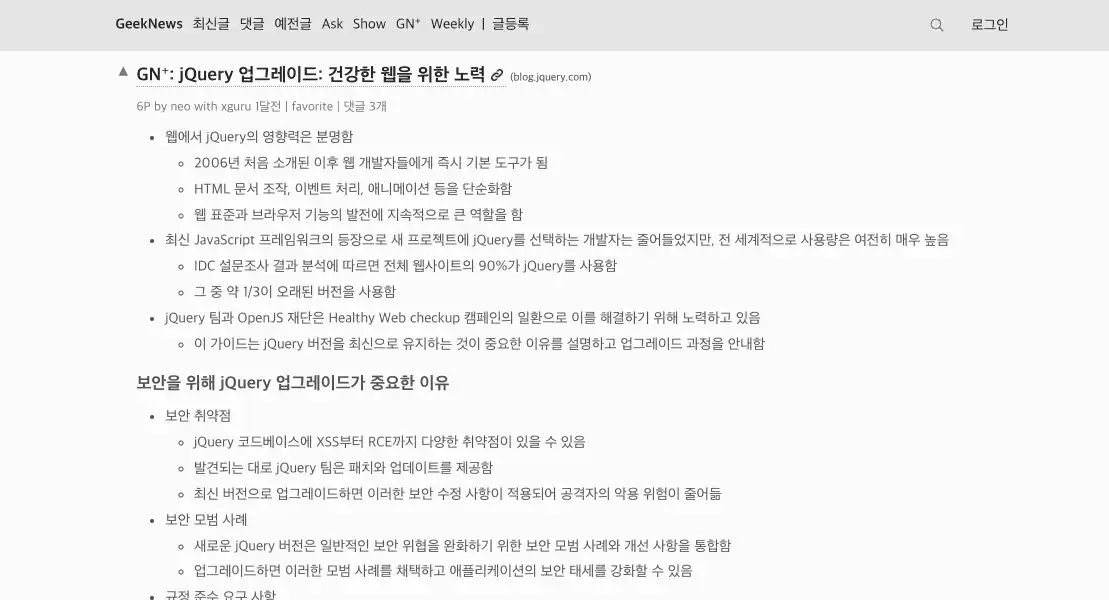 GeekNews 최신글 댓글 예전글 Ask Show GN⁺ Weekly | 글등록 로그인
▲ GN⁺: jQuery 업그레이드: 건강한 웹을 위한 노력 (blog.jquery.com)
6P by neo with xguru 1달전 | favorite | 댓글 3개
• 웹에서 jQuery의 영향력은 분명함
◦ 2006년 처음 소개된 이후 웹 개발자들에게 즉시 기본 도구가 됨
◦ HTML 문서 조작, 이벤트 처리, 애니메이션 등을 단순화함
◦ 웹 표준과 브라우저 기능의 발전에 지속적으로 큰 역할을 함
• 최신 JavaScript 프레임워크의 등장으로 새 프로젝트에 jQuery를 선택하는 개발자는 줄어들었지만, 전 세계적으로 사용량은 여전히 매우 높음
◦ IDC 설문조사 결과 분석에 따르면 전체 웹사이트의 90%가 jQuery를 사용함
◦ 그 중 약 1/3이 오래된 버전을 사용함
• jQuery 팀과 OpenJS 재단은 Healthy Web checkup 캠페인의 일환으로 이를 해결하기 위해 노력하고 있음
◦ 이 가이드는 jQuery 버전을 최신으로 유지하는 것이 중요한 이유를 설명하고 업그레이드 과정을 안내함
보안을 위해 jQuery 업그레이드가 중요한 이유
• 보안 취약점
◦ jQuery 코드베이스에 XSS부터 RCE까지 다양한 취약점이 있을 수 있음
◦ 발견되는 대로 jQuery 팀은 패치와 업데이트를 제공함
◦ 최신 버전으로 업그레이드하면 이러한 보안 수정 사항이 적용되어 공격자의 악용 위험이 줄어듦
• 보안 모범 사례
◦ 새로운 jQuery 버전은 일반적인 보안 위협을 완화하기 위한 보안 모범 사례와 개선 사항을 통합함
◦ 업그레이드하면 이러한 모범 사례를 채택하고 애플리케이션의 보안 태세를 강화할 수 있음
• 규정 준수 요구 사항